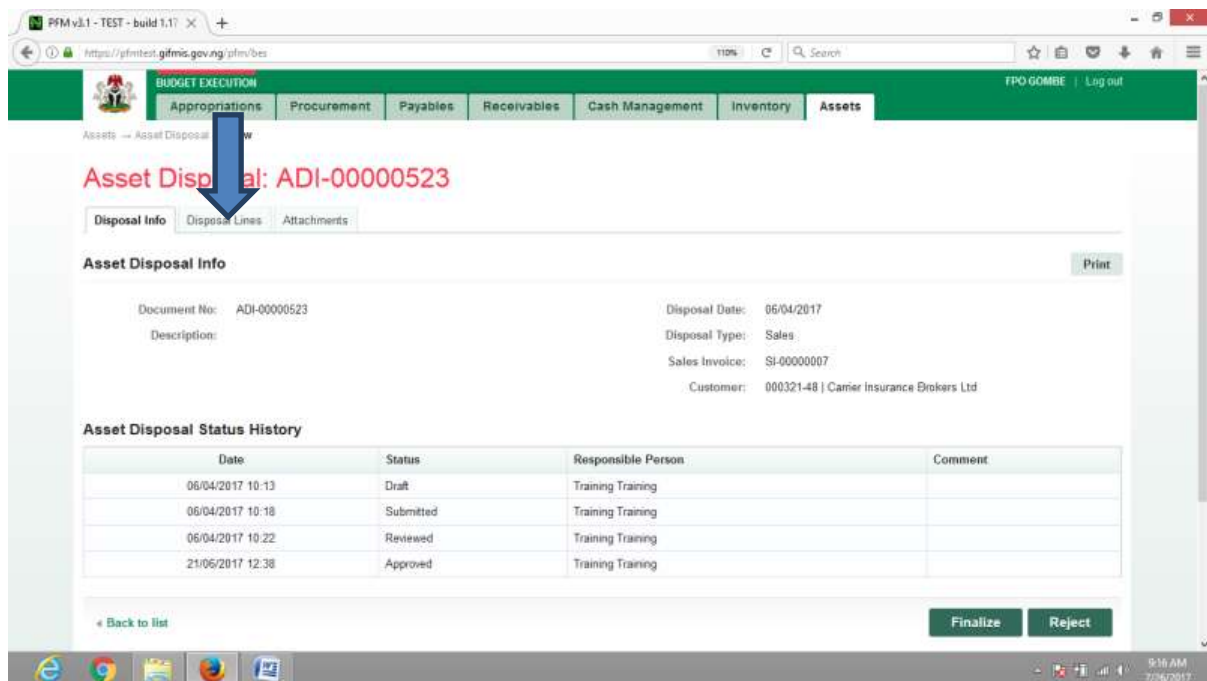 PFM v3.1 - TEST - build 1.17
https://pfmtest.gifmis.gov.ng/pfm/bes 110% Search
BUDGET EXECUTION FPO GOMBE | Log out
Appropriations Procurement Payables Receivables Cash Management Inventory Assets
Assets → Asset Disposal
Asset Disposal: ADI-00000523
Disposal Info Disposal Lines Attachments
Asset Disposal Info Print
Document No: ADI-00000523 Disposal Date: 06/04/2017
Description: Disposal Type: Sales
Sales Invoice: SI-00000007
Customer: 000321-48 | Carrier Insurance Brokers Ltd
Asset Disposal Status History
Date Status Responsible Person Comment
06/04/2017 10:13 Draft Training Training
06/04/2017 10:18 Submitted Training Training
06/04/2017 10:22 Reviewed Training Training
21/06/2017 12:38 Approved Training Training
« Back to list Finalize Reject
9:16 AM
7/26/2017